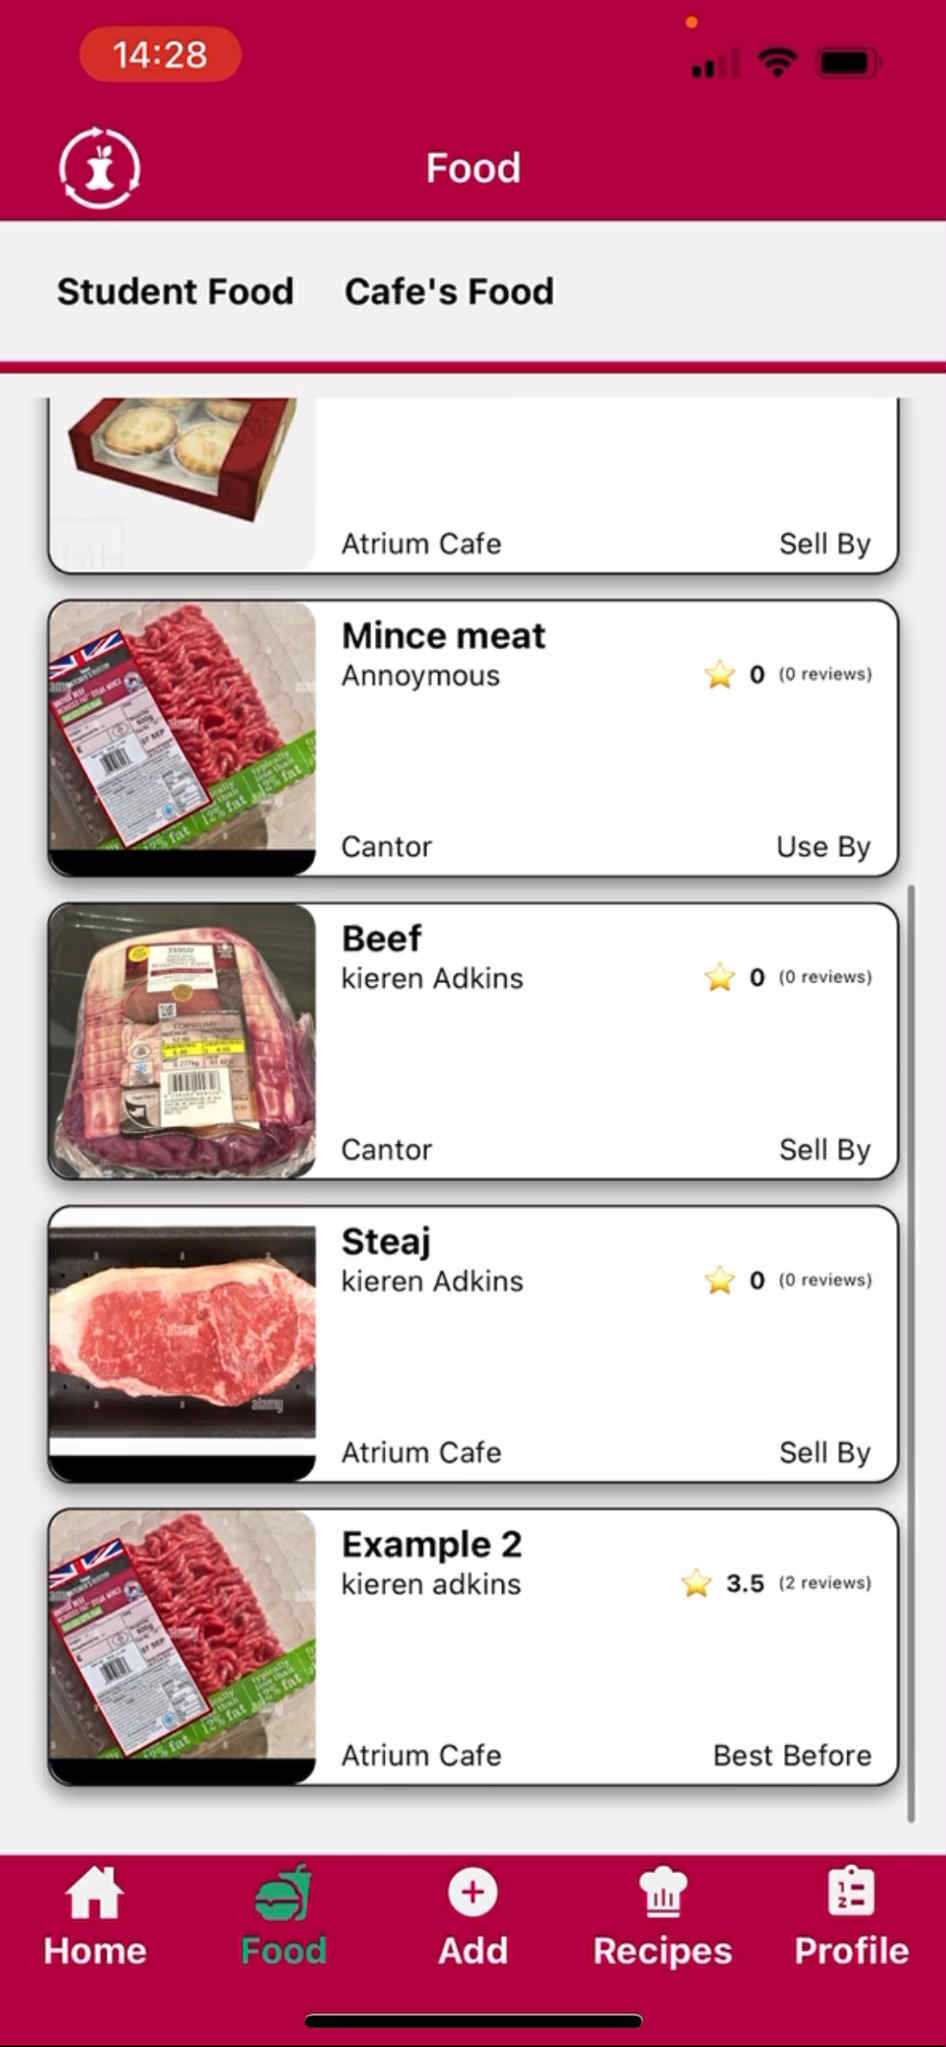 14:28
Food
Student Food
Cafe's Food
Atrium Cafe
Sell By
Mince meat
Annoymous
0 (0 reviews)
Cantor
Use By
Beef
kieren Adkins
0 (0 reviews)
Cantor
Sell By
Steaj
kieren Adkins
0 (0 reviews)
alamy
Atrium Cafe
Sell By
Example 2
kieren adkins
3.5 (2 reviews)
Atrium Cafe
Best Before
Home
Food
Add
Recipes
Profile